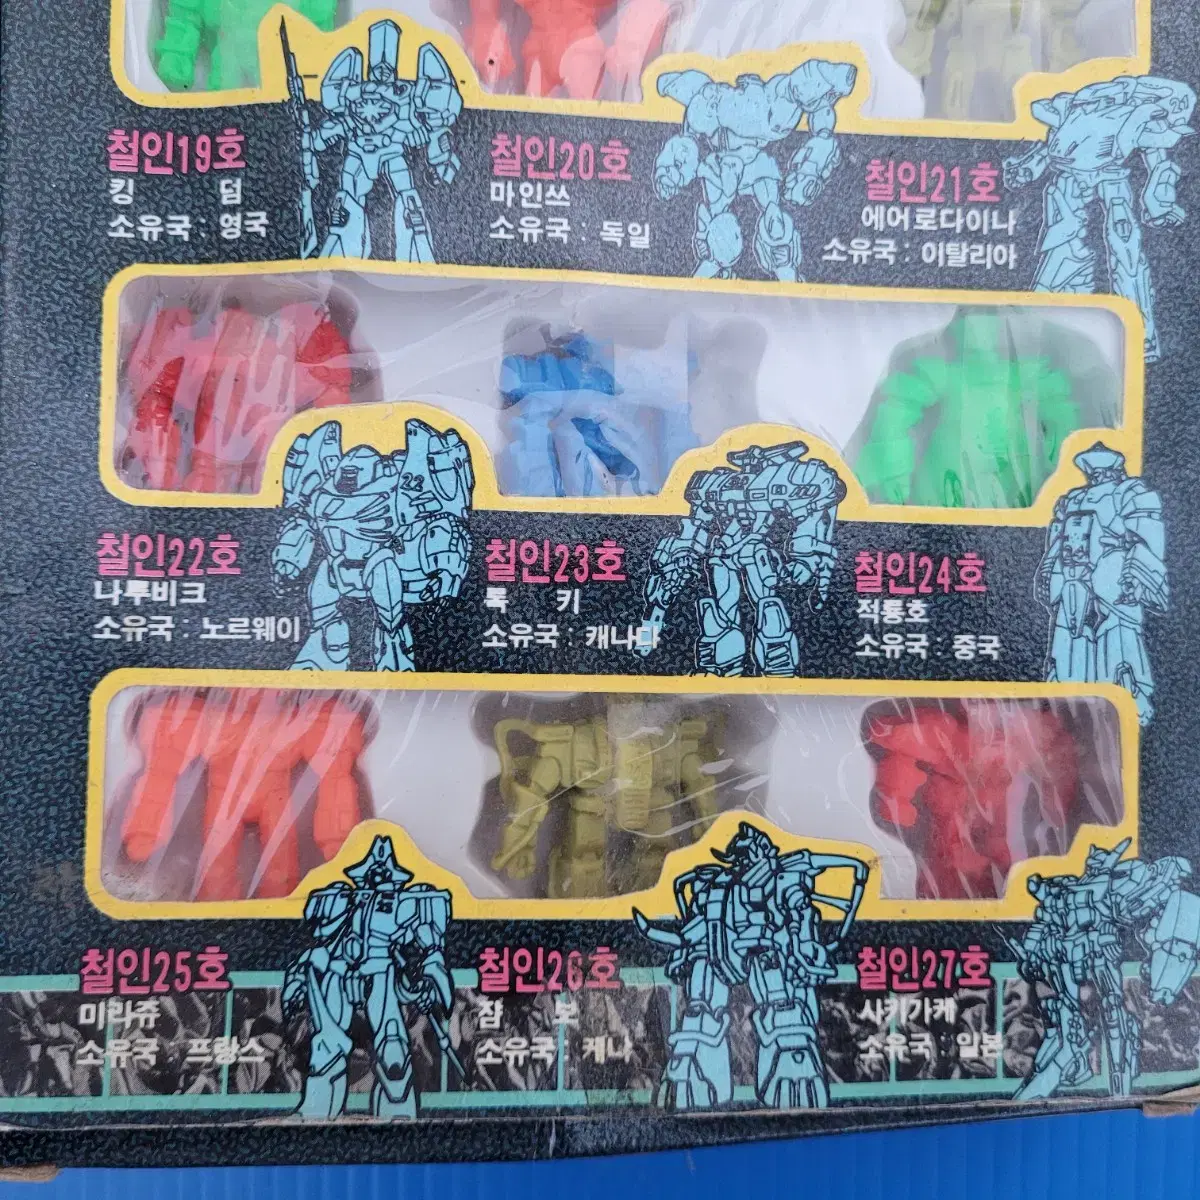 철인19호
킹 덤
소유국 : 영국
철인20호
마인쓰
소유국 : 독일
철인21호
에어로다이나
소유국 : 이탈리아
22
철인22호
나루비크
소유국 : 노르웨이
철인23호
톡 키
소유국 : 캐나다
철인24호
적통호
소유국 : 중국
철인25호
미라쥬
소유국 : 프랑스
철인26호
쟘 보
소유국 : 케냐
철인27호
사키가케
소유국 : 일본